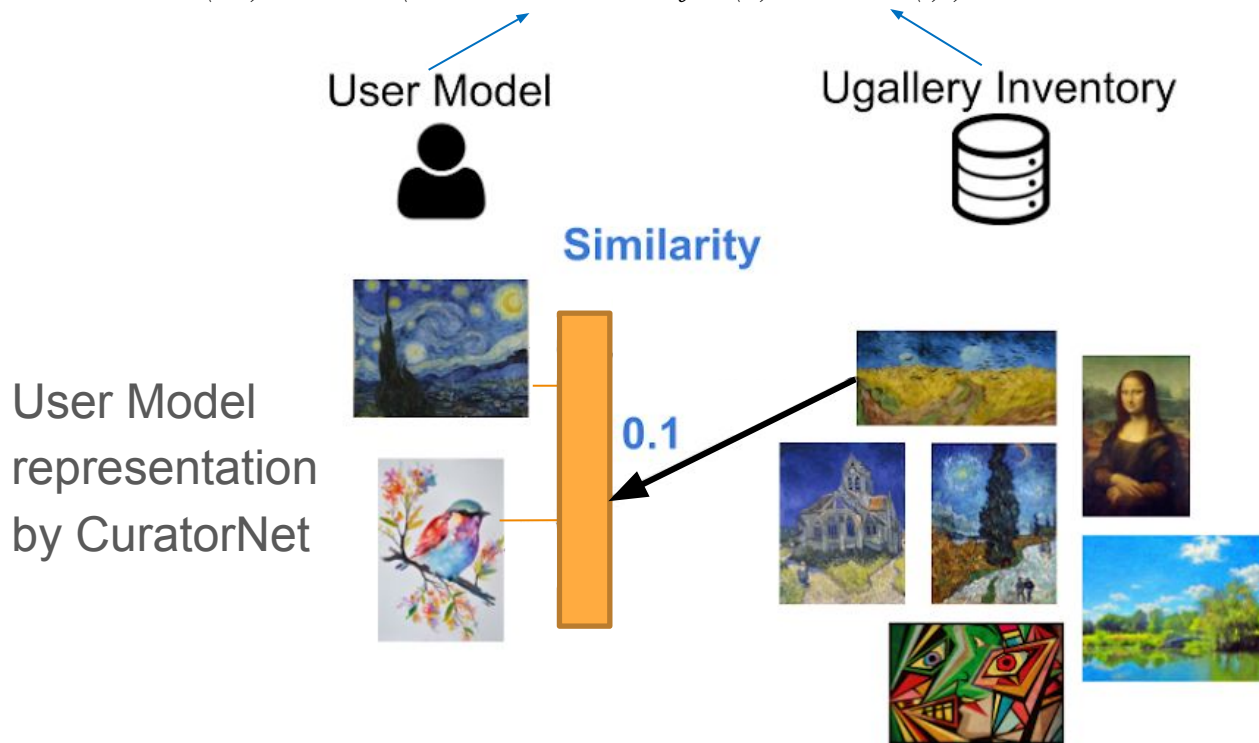 User Model
Ugallery Inventory
Similarity
0.1
User Model
representation
by CuratorNet